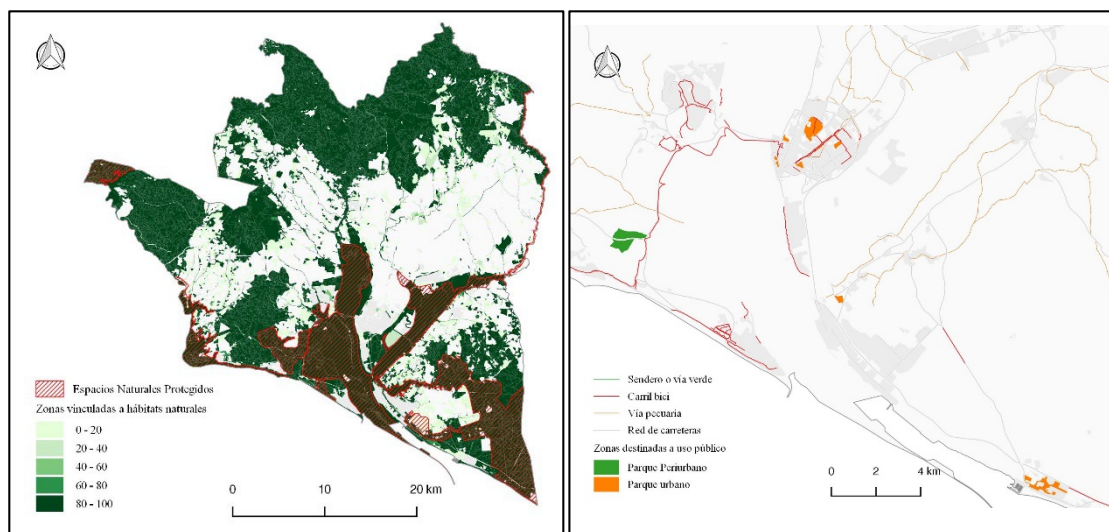 Espacios Naturales Protegidos
Zonas vinculadas a hábitats naturales
0 - 20
20 - 40
40 - 60
60 - 80
80 - 100
0 10 20 km
Sendero o vía verde
Carril bici
Vía pecuaria
Red de carreteras
Zonas destinadas a uso público
Parque Periurbano
Parque urbano
0 2 4 km